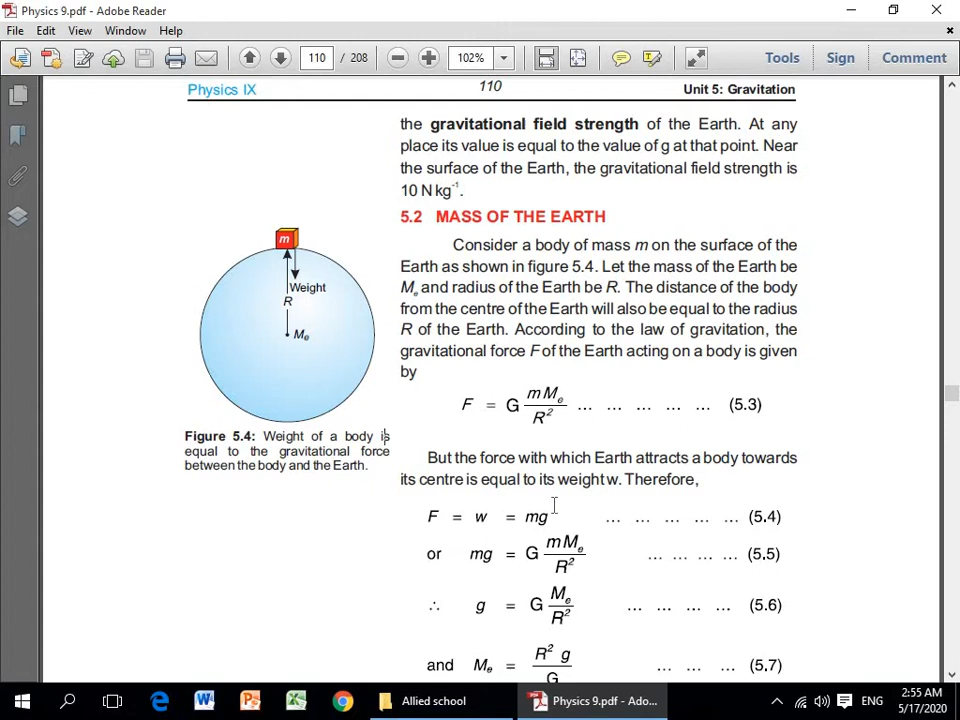 Physics 9.pdf - Adobe Reader
File Edit View Window Help
110 / 208 102% Tools Sign Comment
Physics IX 110 Unit 5: Gravitation
the gravitational field strength of the Earth. At any
place its value is equal to the value of g at that point. Near
the surface of the Earth, the gravitational field strength is
10 N kg⁻¹.
5.2 MASS OF THE EARTH
Consider a body of mass m on the surface of the
Earth as shown in figure 5.4. Let the mass of the Earth be
Mₑ and radius of the Earth be R. The distance of the body
from the centre of the Earth will also be equal to the radius
R of the Earth. According to the law of gravitation, the
gravitational force F of the Earth acting on a body is given
by
F = G m Mₑ / R² ... ... ... ... ... (5.3)
m
Weight
R
Mₑ
Figure 5.4: Weight of a body is
equal to the gravitational force
between the body and the Earth.
But the force with which Earth attracts a body towards
its centre is equal to its weight w. Therefore,
F = w = mg ... ... ... ... ... (5.4)
or mg = G m Mₑ / R² ... ... ... ... (5.5)
∴ g = G Mₑ / R² ... ... ... ... (5.6)
and Mₑ = R² g / G ... ... ... (5.7)
Allied school Physics 9.pdf - Adobe Rea... ENG 2:55 AM
5/17/2020